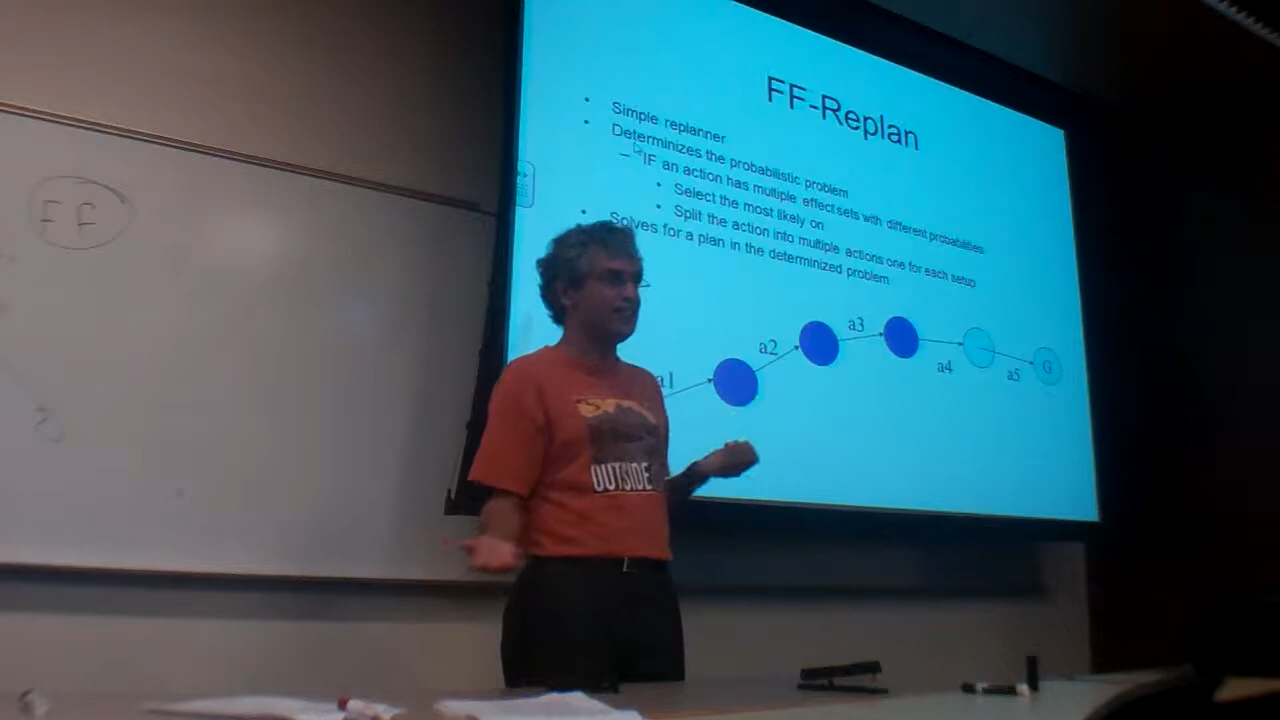 FF-Replan
Simple replanner
Determinizes the probabilistic problem
IF an action has multiple effect sets with different probabilities
Select the most likely on
Split the action into multiple actions one for each setup
Solves for a plan in the determinized problem
a1
a2
a3
a4
a5
G
FF
OUTSIDE